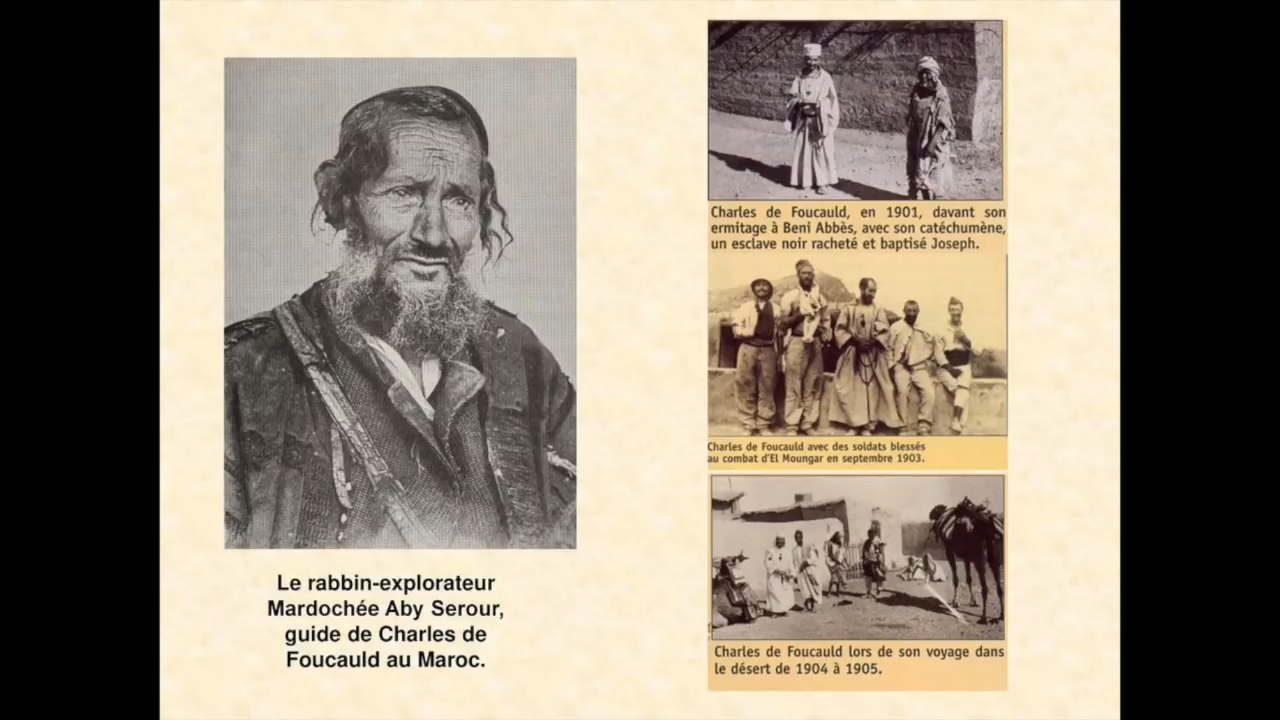 Le rabbin-explorateur
Mardochée Aby Serour,
guide de Charles de
Foucauld au Maroc.
Charles de Foucauld, en 1901, davant son
ermitage à Beni Abbès, avec son catéchumène,
un esclave noir racheté et baptisé Joseph.
Charles de Foucauld avec des soldats blessés
au combat d'El Moungar en septembre 1903.
Charles de Foucauld lors de son voyage dans
le désert de 1904 à 1905.